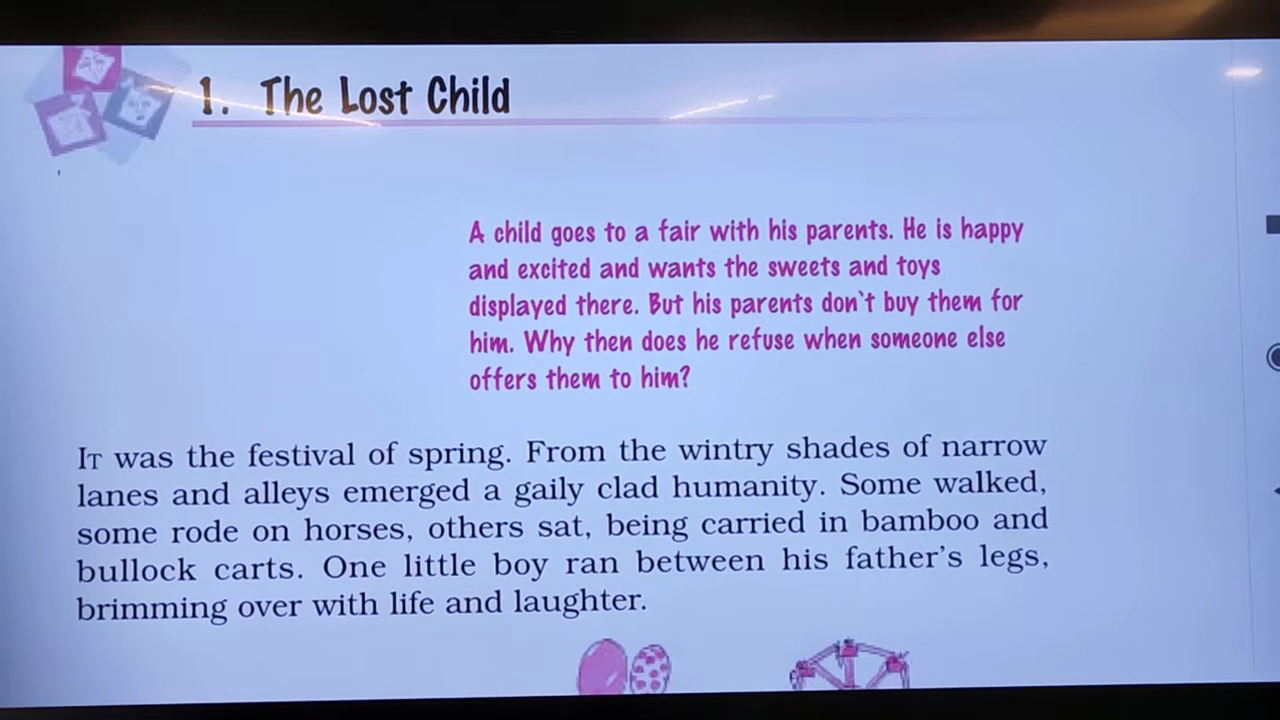 1. The Lost Child
A child goes to a fair with his parents. He is happy
and excited and wants the sweets and toys
displayed there. But his parents don't buy them for
him. Why then does he refuse when someone else
offers them to him?
IT was the festival of spring. From the wintry shades of narrow
lanes and alleys emerged a gaily clad humanity. Some walked,
some rode on horses, others sat, being carried in bamboo and
bullock carts. One little boy ran between his father’s legs,
brimming over with life and laughter.